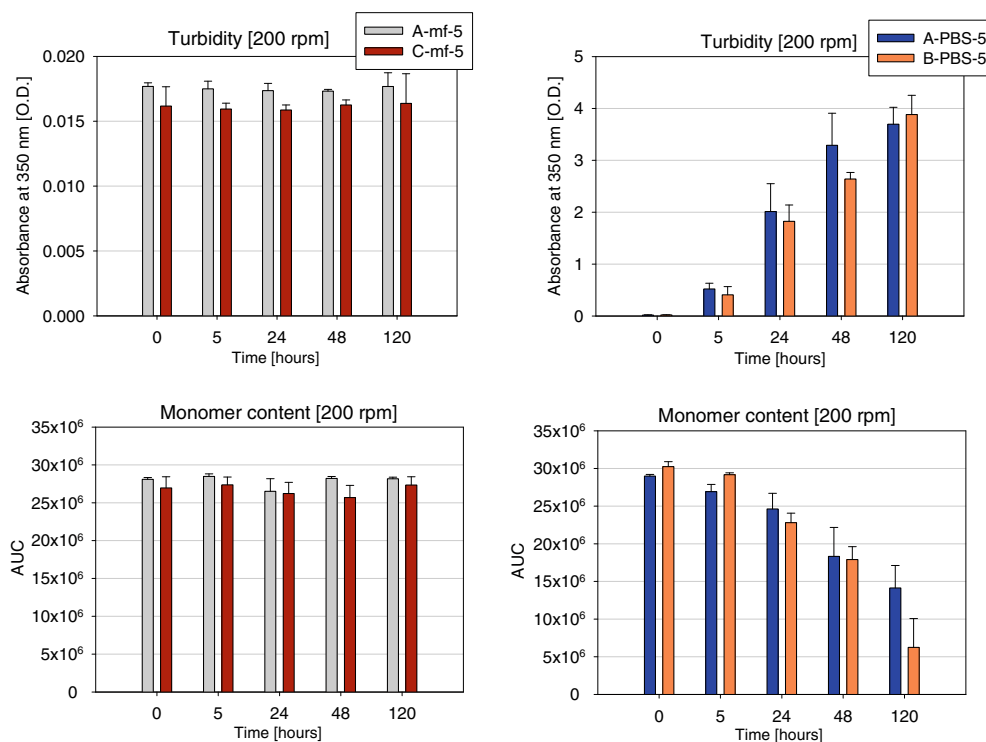 Turbidity [200 rpm]
A-mf-5
C-mf-5
0.020
0.015
0.010
0.005
0.000
Absorbance at 350 nm [O.D.]
0 5 24 48 120
Time [hours]
Turbidity [200 rpm]
A-PBS-5
B-PBS-5
5
4
3
2
1
0
Absorbance at 350 nm [O.D.]
0 5 24 48 120
Time [hours]
Monomer content [200 rpm]
35x10⁶
30x10⁶
25x10⁶
20x10⁶
15x10⁶
10x10⁶
5x10⁶
0
AUC
0 5 24 48 120
Time [hours]
Monomer content [200 rpm]
35x10⁶
30x10⁶
25x10⁶
20x10⁶
15x10⁶
10x10⁶
5x10⁶
0
AUC
0 5 24 48 120
Time [hours]